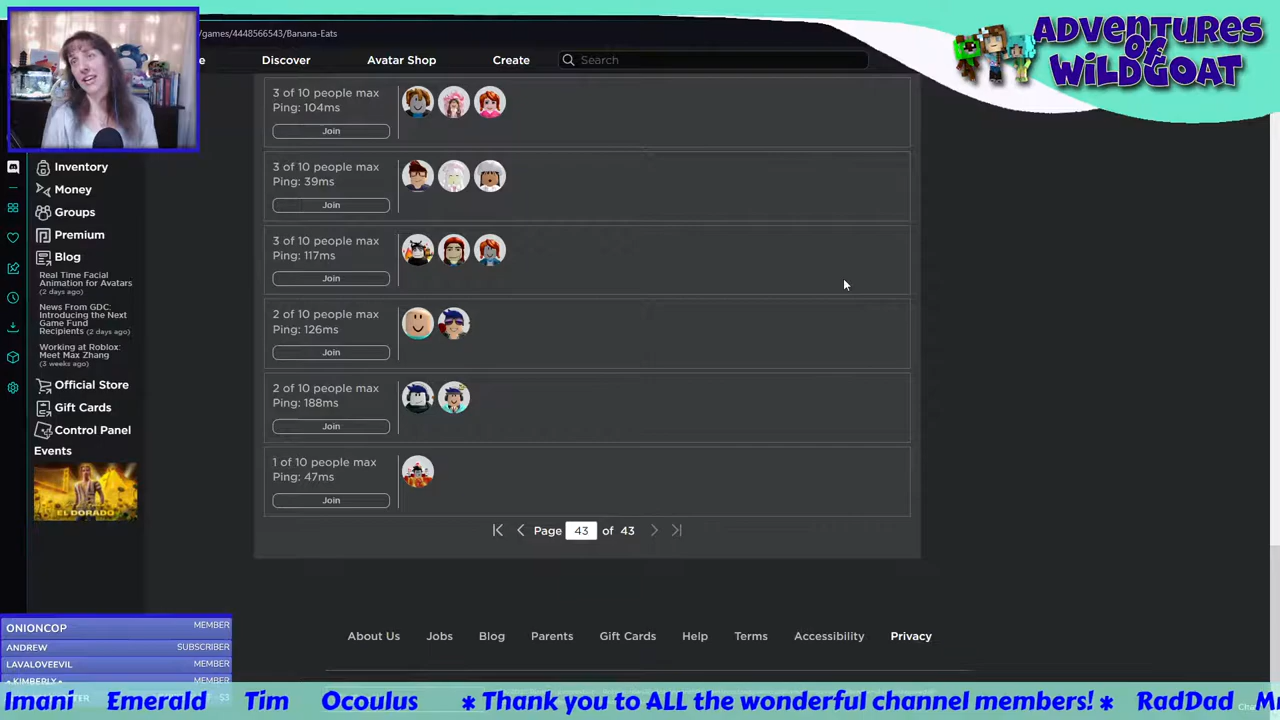 /games/4448566543/Banana-Eats
Discover
Avatar Shop
Create
Search
ADVENTURES
OF
WILDGOAT
3 of 10 people max
Ping: 104ms
Join
3 of 10 people max
Ping: 39ms
Join
3 of 10 people max
Ping: 117ms
Join
2 of 10 people max
Ping: 126ms
Join
2 of 10 people max
Ping: 188ms
Join
1 of 10 people max
Ping: 47ms
Join
Page 43 of 43
Inventory
Money
Groups
Premium
Blog
Real Time Facial
Animation for Avatars
(2 days ago)
News From GDC:
Introducing the Next
Game Fund
Recipients (2 days ago)
Working at Roblox:
Meet Max Zhang
(3 weeks ago)
Official Store
Gift Cards
Control Panel
Events
EL DORADO
About Us Jobs Blog Parents Gift Cards Help Terms Accessibility Privacy
ONIONCOP MEMBER
ANDREW SUBSCRIBER
LAVALOVEEVIL MEMBER
KIMBERLY MEMBER
Imani Emerald Tim Oculus * Thank you to ALL the wonderful channel members! * RadDad